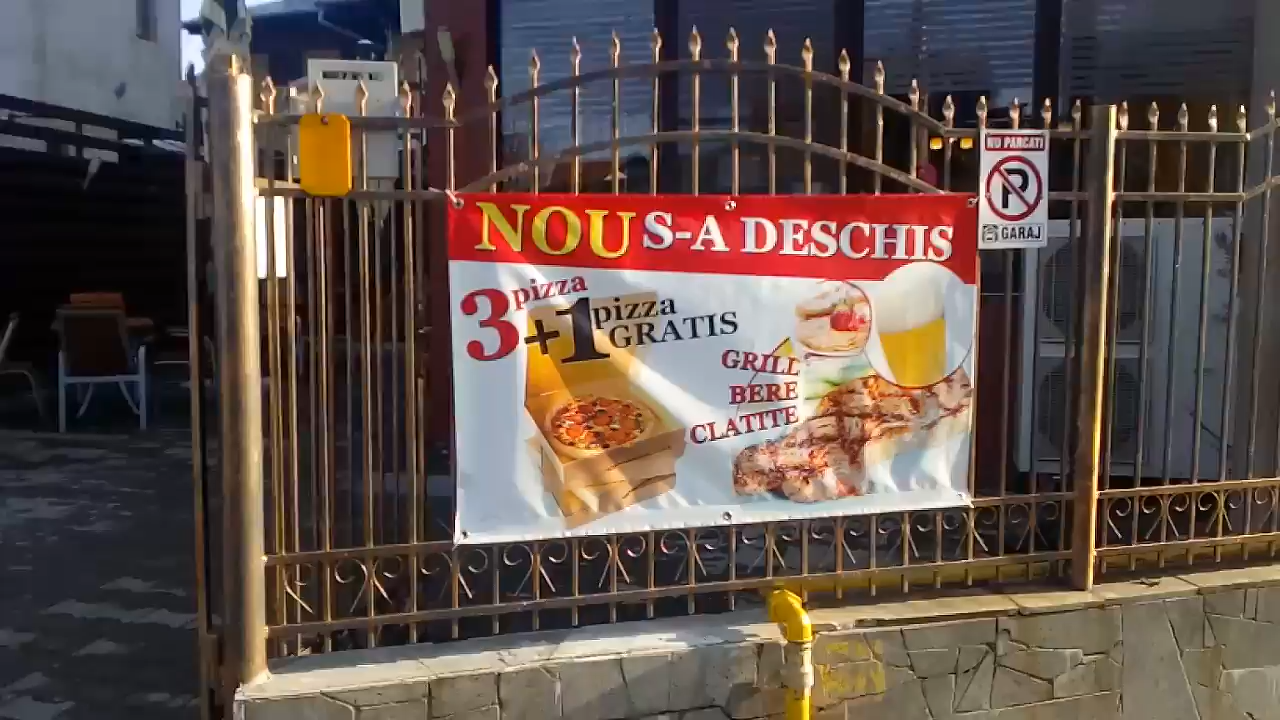 NOU S-A DESCHIS
3 pizza
+1 pizza
GRATIS
GRILL
BERE
CLATITE
NU PARCATI
P
GARAJ